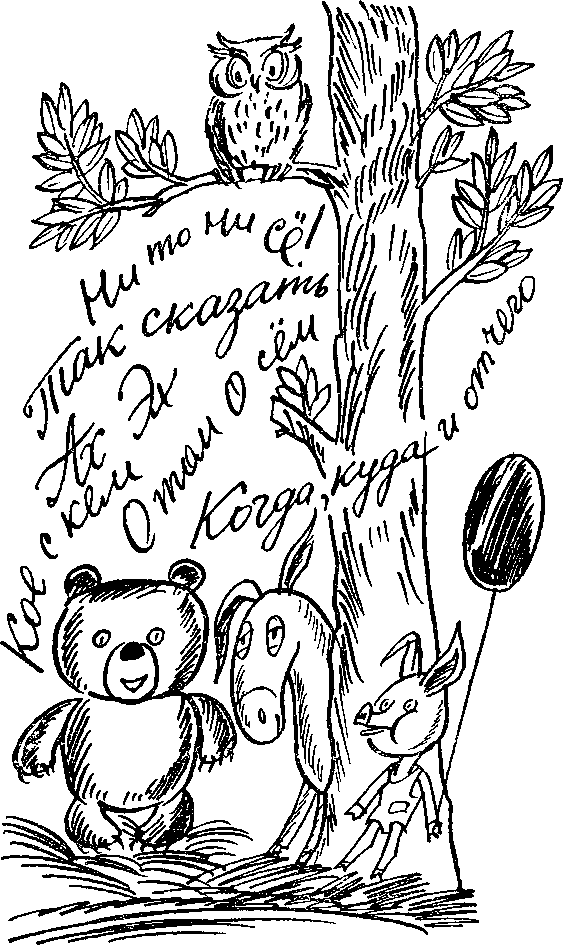 Ни то ни сё!
Так сказать
Ах Эх
Кое с кем
О том О сём
Когда, куда и отчего